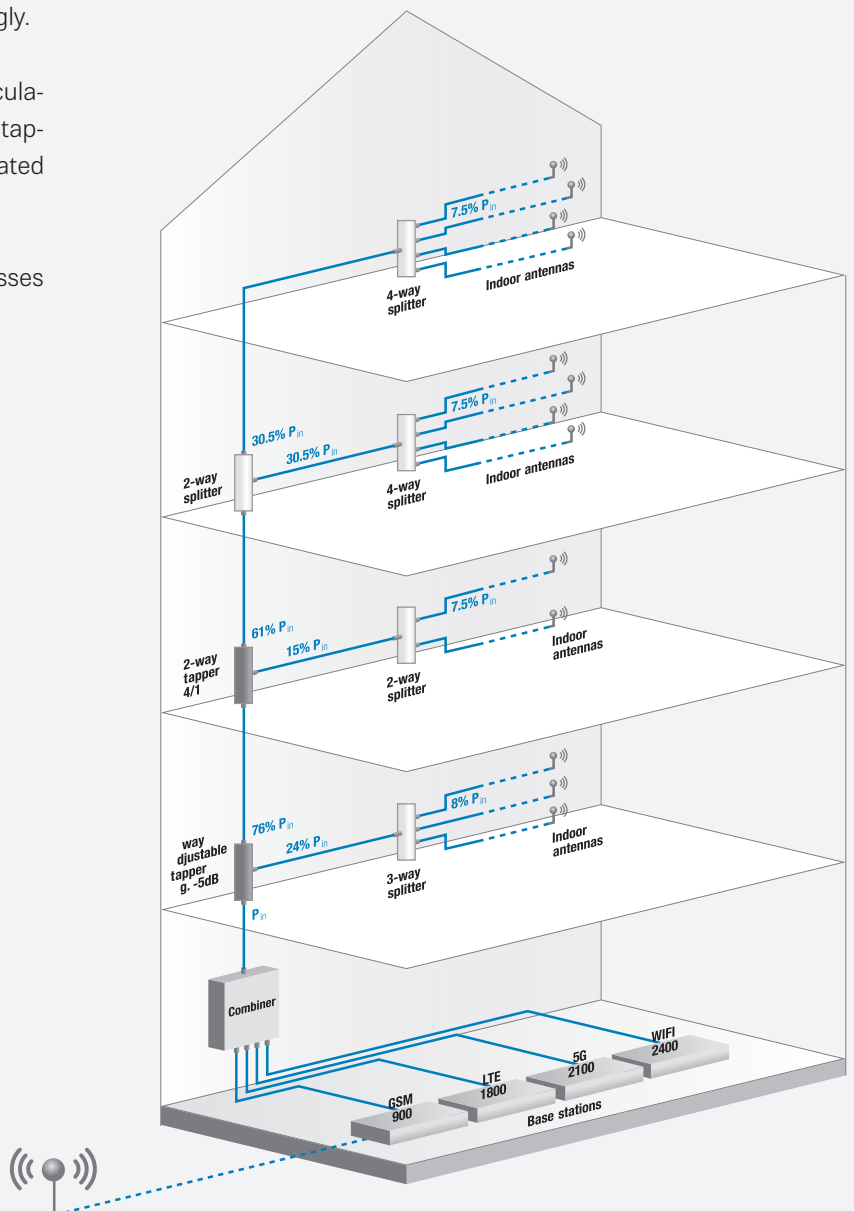 gly.
cula-
tap-
ated
sses
7.5% Pin
4-way
splitter
Indoor antennas
30.5% Pin
7.5% Pin
30.5% Pin
2-way
splitter
4-way
splitter
Indoor antennas
61% Pin
7.5% Pin
15% Pin
2-way
tapper
4/1
2-way
splitter
Indoor
antennas
76% Pin
8% Pin
24% Pin
way
djustable
tapper
g. -5dB
3-way
splitter
Indoor
antennas
Pin
Combiner
WIFI
2400
5G
2100
LTE
1800
GSM
900
Base stations